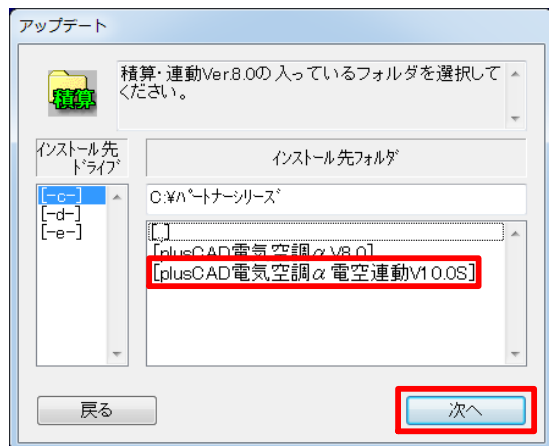 アップデート
積算
積算・連動Ver.8.0の入っているフォルダを選択して
ください。
インストール先
ドライブ
インストール先フォルダ
[-c-]
[-d-]
[-e-]
C:¥パートナーシリーズ
[..]
[plusCAD電気空調α V8.0]
[plusCAD電気空調α 電空連動V10.0S]
戻る
次へ